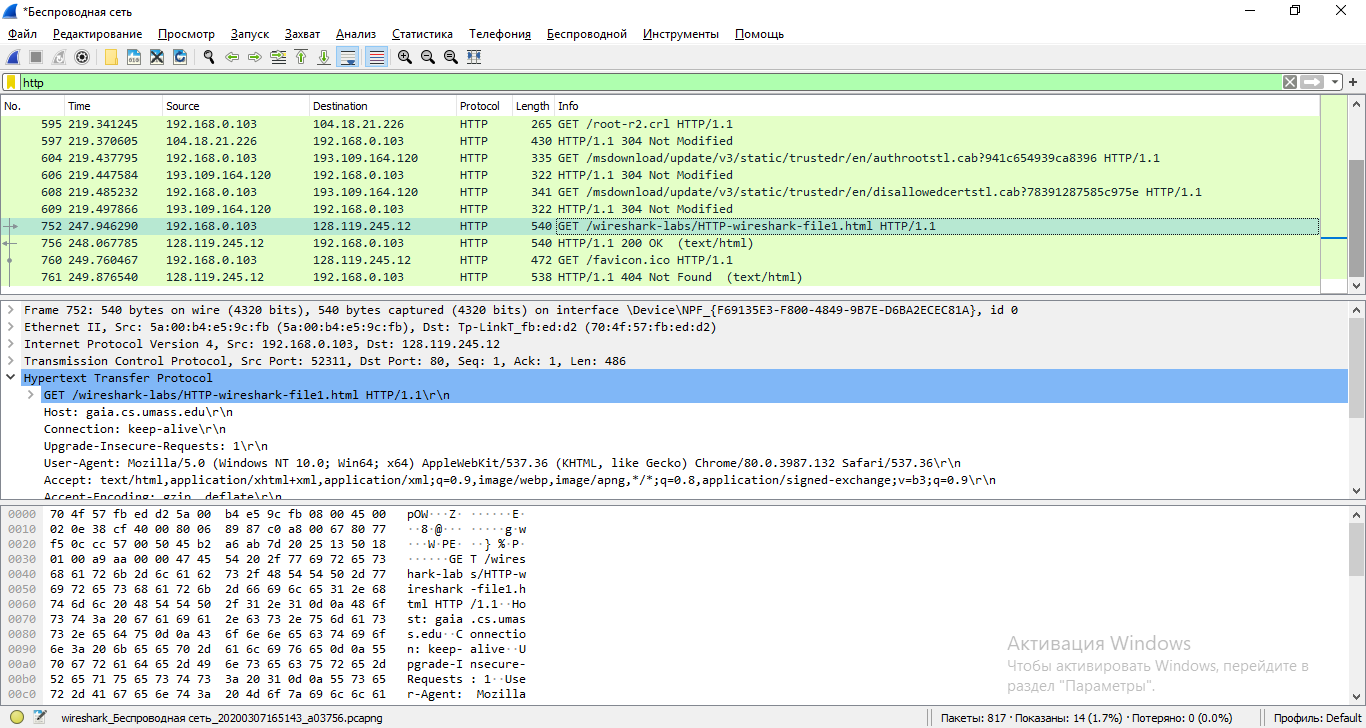 *Беспроводная сеть
Файл Редактирование Просмотр Запуск Захват Анализ Статистика Телефония Беспроводной Инструменты Помощь
http
No. Time Source Destination Protocol Length Info
595 219.341245 192.168.0.103 104.18.21.226 HTTP 265 GET /root-r2.crl HTTP/1.1
597 219.370605 104.18.21.226 192.168.0.103 HTTP 430 HTTP/1.1 304 Not Modified
604 219.437795 192.168.0.103 193.109.164.120 HTTP 335 GET /msdownload/update/v3/static/trustedr/en/authrootstl.cab?941c654939ca8396 HTTP/1.1
606 219.447584 193.109.164.120 192.168.0.103 HTTP 322 HTTP/1.1 304 Not Modified
608 219.485232 192.168.0.103 193.109.164.120 HTTP 341 GET /msdownload/update/v3/static/trustedr/en/disallowedcertstl.cab?78391287585c975e HTTP/1.1
609 219.497866 193.109.164.120 192.168.0.103 HTTP 322 HTTP/1.1 304 Not Modified
752 247.946290 192.168.0.103 128.119.245.12 HTTP 540 GET /wireshark-labs/HTTP-wireshark-file1.html HTTP/1.1
756 248.067785 128.119.245.12 192.168.0.103 HTTP 540 HTTP/1.1 200 OK (text/html)
760 249.760467 192.168.0.103 128.119.245.12 HTTP 472 GET /favicon.ico HTTP/1.1
761 249.876540 128.119.245.12 192.168.0.103 HTTP 538 HTTP/1.1 404 Not Found (text/html)
Frame 752: 540 bytes on wire (4320 bits), 540 bytes captured (4320 bits) on interface \Device\NPF_{F69135E3-F800-4849-9B7E-D6BA2ECEC81A}, id 0
Ethernet II, Src: 5a:00:b4:e5:9c:fb (5a:00:b4:e5:9c:fb), Dst: Tp-LinkT_fb:ed:d2 (70:4f:57:fb:ed:d2)
Internet Protocol Version 4, Src: 192.168.0.103, Dst: 128.119.245.12
Transmission Control Protocol, Src Port: 52311, Dst Port: 80, Seq: 1, Ack: 1, Len: 486
Hypertext Transfer Protocol
GET /wireshark-labs/HTTP-wireshark-file1.html HTTP/1.1\r\n
Host: gaia.cs.umass.edu\r\n
Connection: keep-alive\r\n
Upgrade-Insecure-Requests: 1\r\n
User-Agent: Mozilla/5.0 (Windows NT 10.0; Win64; x64) AppleWebKit/537.36 (KHTML, like Gecko) Chrome/80.0.3987.132 Safari/537.36\r\n
Accept: text/html,application/xhtml+xml,application/xml;q=0.9,image/webp,image/apng,*/*;q=0.8,application/signed-exchange;v=b3;q=0.9\r\n
Accept-Encoding: gzip, deflate\r\n
0000 70 4f 57 fb ed d2 5a 00 b4 e5 9c fb 08 00 45 00 pOW···Z· ······E·
0010 02 0e 38 cf 40 00 80 06 89 87 c0 a8 00 67 80 77 ··8·@··· ·····g·w
0020 f5 0c cc 57 00 50 45 b2 a6 ab 7d 20 25 13 50 18 ···W·PE· ··} %·P·
0030 01 00 a9 aa 00 00 47 45 54 20 2f 77 69 72 65 73 ······GE T /wires
0040 68 61 72 6b 2d 6c 61 62 73 2f 48 54 54 50 2d 77 hark-lab s/HTTP-w
0050 69 72 65 73 68 61 72 6b 2d 66 69 6c 65 31 2e 68 ireshark -file1.h
0060 74 6d 6c 20 48 54 54 50 2f 31 2e 31 0d 0a 48 6f tml HTTP /1.1··Ho
0070 73 74 3a 20 67 61 69 61 2e 63 73 2e 75 6d 61 73 st: gaia .cs.umas
0080 73 2e 65 64 75 0d 0a 43 6f 6e 6e 65 63 74 69 6f s.edu··C onnectio
0090 6e 3a 20 6b 65 65 70 2d 61 6c 69 76 65 0d 0a 55 n: keep- alive··U
00a0 70 67 72 61 64 65 2d 49 6e 73 65 63 75 72 65 2d pgrade-I nsecure-
00b0 52 65 71 75 65 73 74 73 3a 20 31 0d 0a 55 73 65 Requests : 1··Use
00c0 72 2d 41 67 65 6e 74 3a 20 4d 6f 7a 69 6c 6c 61 r-Agent: Mozilla
Активация Windows
Чтобы активировать Windows, перейдите в
раздел "Параметры".
wireshark_Беспроводная сеть_20200307165143_a03756.pcapng
Пакеты: 817 · Показаны: 14 (1.7%) · Потеряно: 0 (0.0%)
Профиль: Default